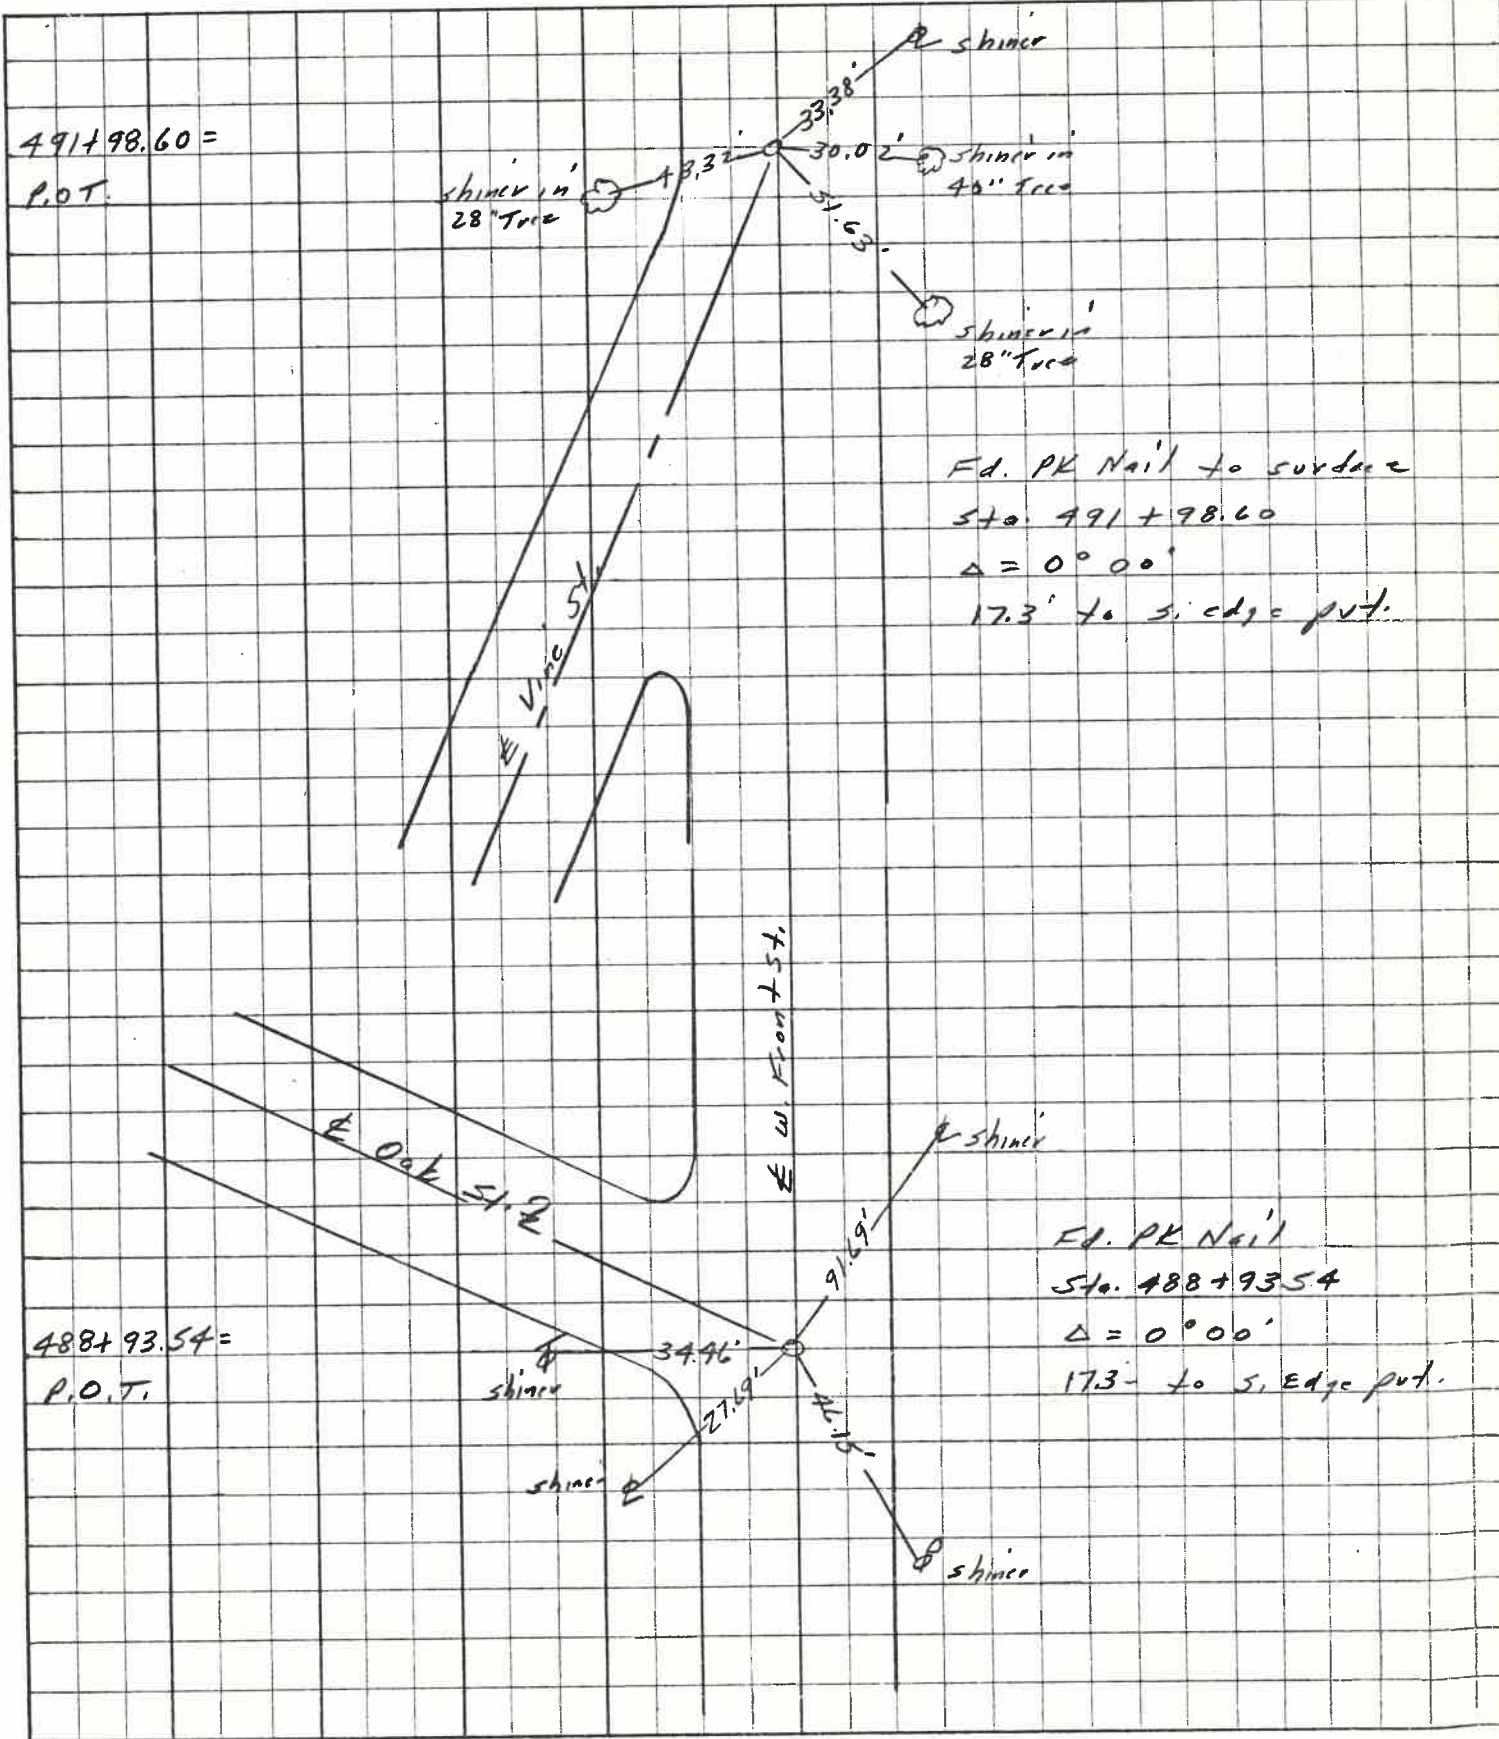 shiner
33.38'
491+98.60 =
P.O.T.
43.32'
30.02'
shiner in
40" Tree
shiner in
28" Tree
51.63'
shiner in
28" Tree
Fd. PK Nail to surface
Sta. 491 + 98.60
Δ = 0° 00'
17.3' to s. edge pvt.
℄ Vine St.
℄ W. Front St.
℄ Oak St.
shiner
91.69'
Fd. PK Nail
Sta. 488 + 93.54
Δ = 0° 00'
17.3' to s. Edge pvt.
488+93.54 =
P.O.T.
34.46'
shiner
27.69'
46.15'
shiner
shiner